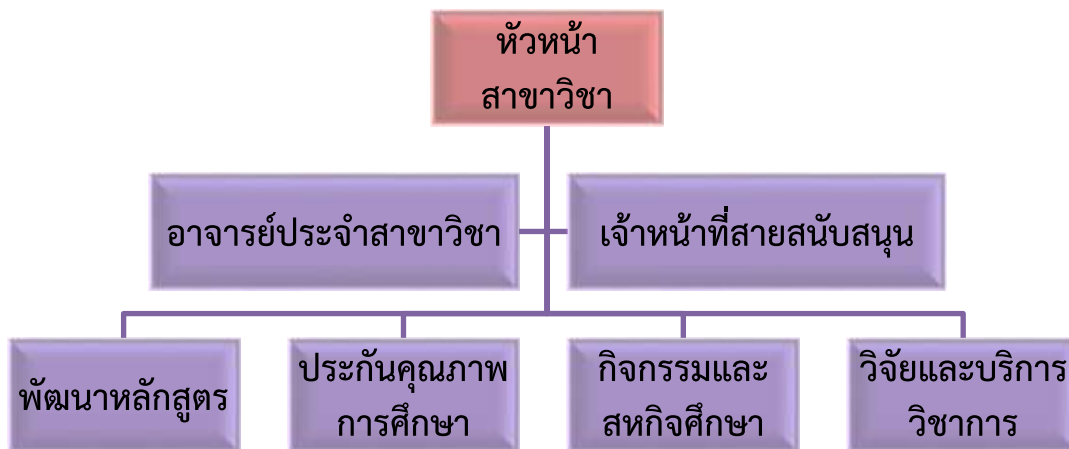 หัวหน้า
สาขาวิชา
อาจารย์ประจำสาขาวิชา
เจ้าหน้าที่สายสนับสนุน
พัฒนาหลักสูตร
ประกันคุณภาพ
การศึกษา
กิจกรรมและ
สหกิจศึกษา
วิจัยและบริการ
วิชาการ